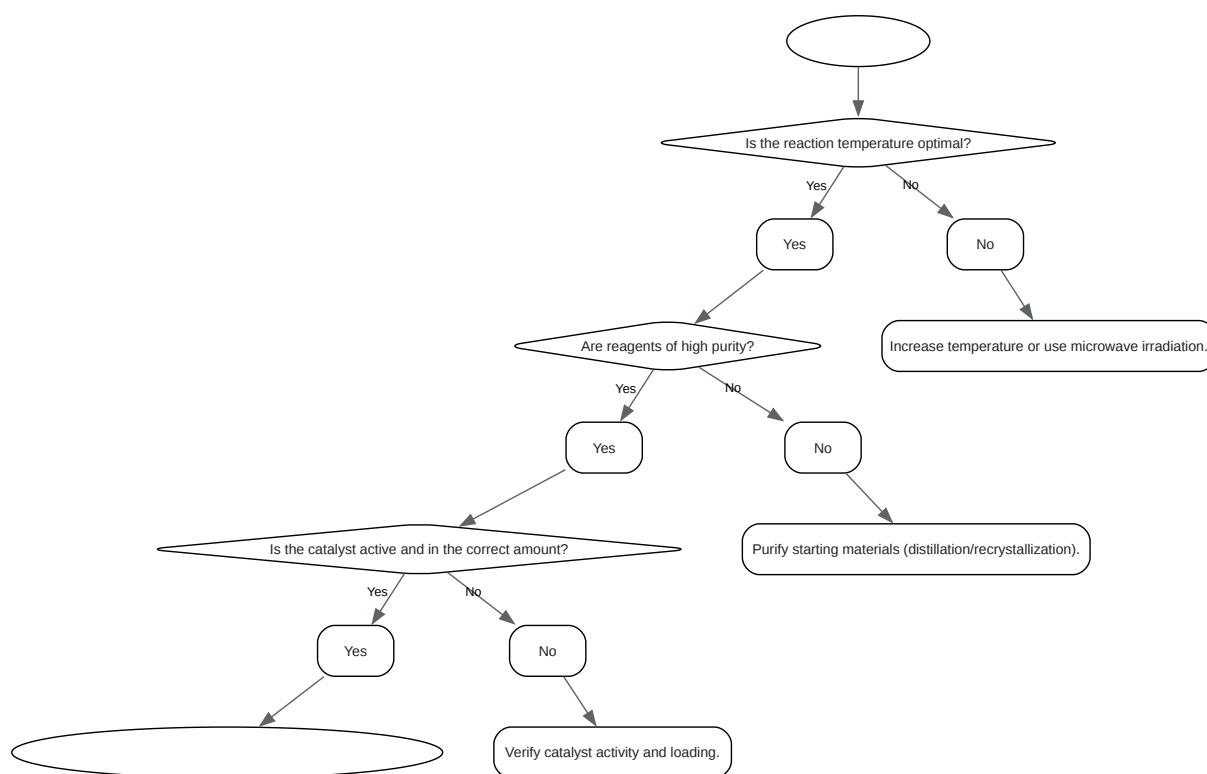 Is the reaction temperature optimal?
Yes
No
Yes
No
Increase temperature or use microwave irradiation.
Are reagents of high purity?
Yes
No
Yes
No
Purify starting materials (distillation/recrystallization).
Is the catalyst active and in the correct amount?
Yes
No
Yes
No
Verify catalyst activity and loading.